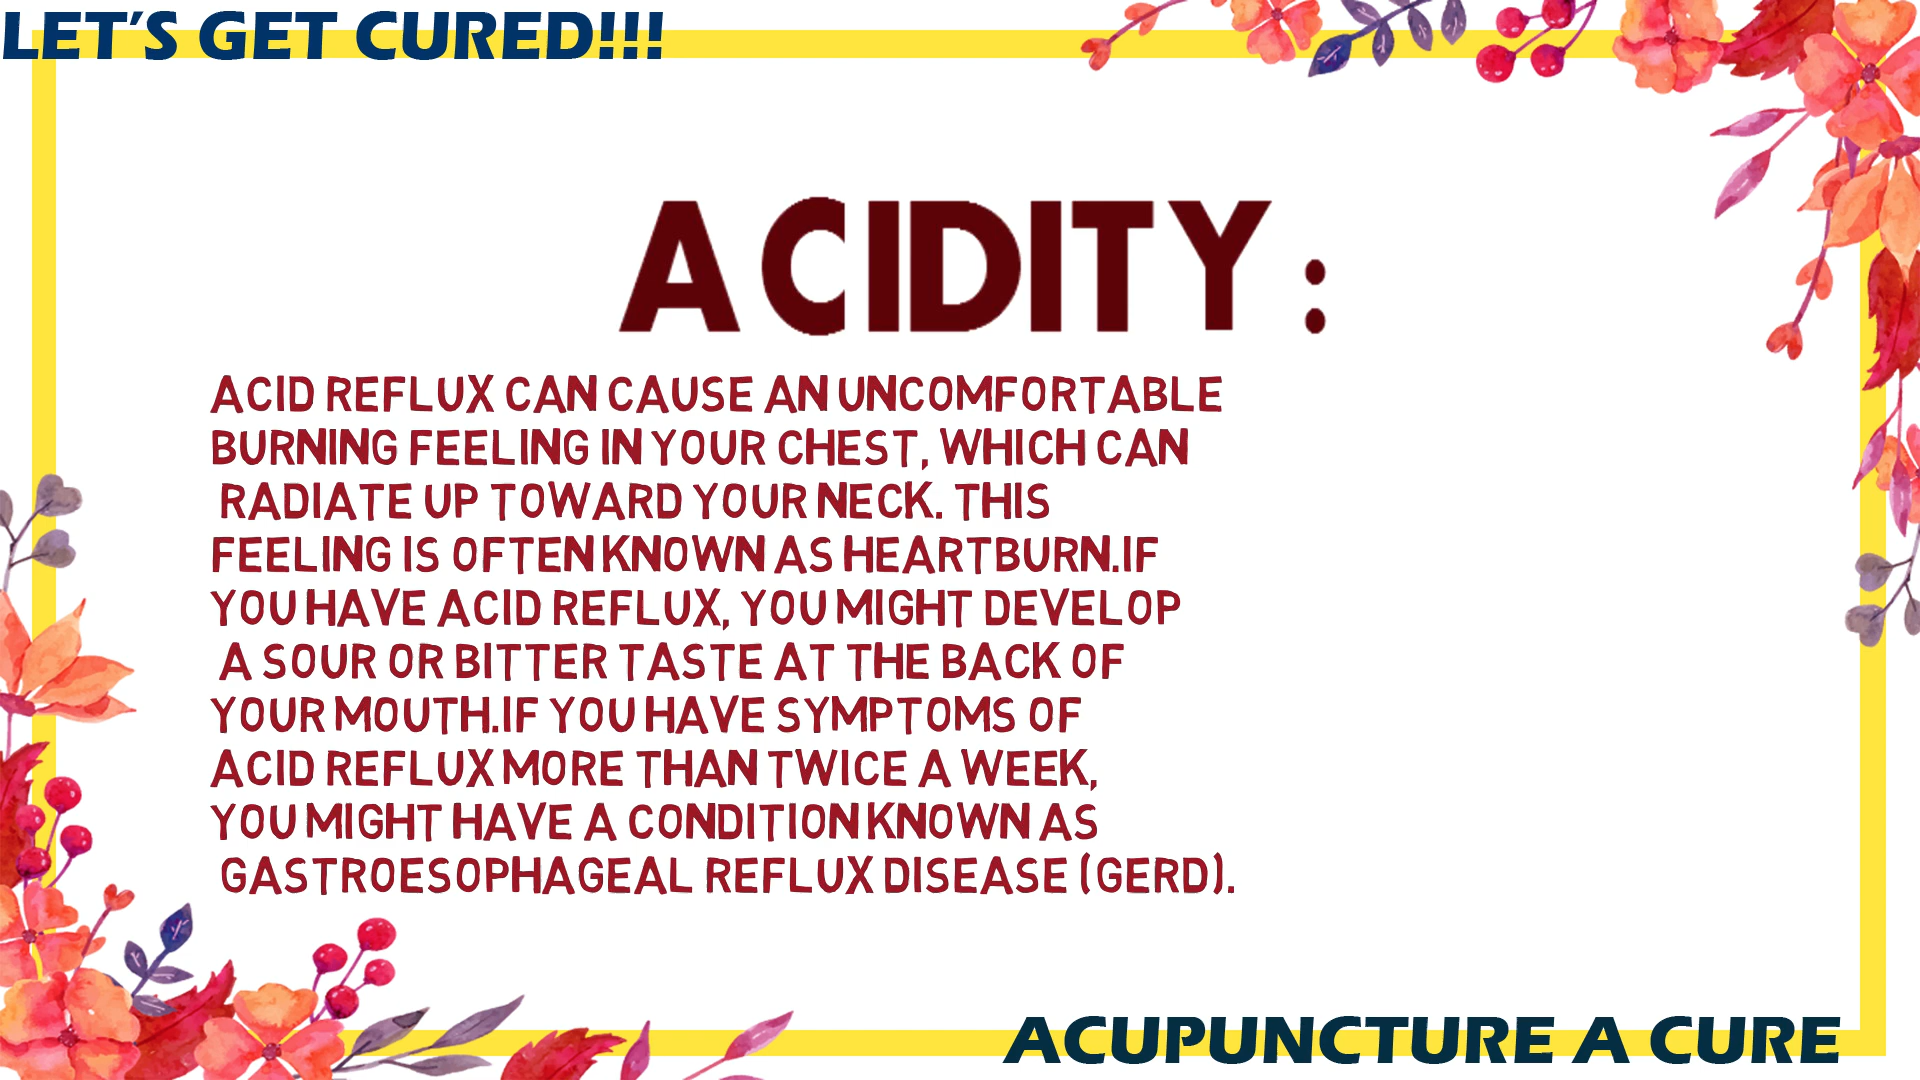 LET'S GET CURED!!!
ACIDITY :
ACID REFLUX CAN CAUSE AN UNCOMFORTABLE
BURNING FEELING IN YOUR CHEST, WHICH CAN
RADIATE UP TOWARD YOUR NECK. THIS
FEELING IS OFTEN KNOWN AS HEARTBURN.IF
YOU HAVE ACID REFLUX, YOU MIGHT DEVELOP
A SOUR OR BITTER TASTE AT THE BACK OF
YOUR MOUTH.IF YOU HAVE SYMPTOMS OF
ACID REFLUX MORE THAN TWICE A WEEK,
YOU MIGHT HAVE A CONDITION KNOWN AS
GASTROESOPHAGEAL REFLUX DISEASE (GERD).
ACUPUNCTURE A CURE